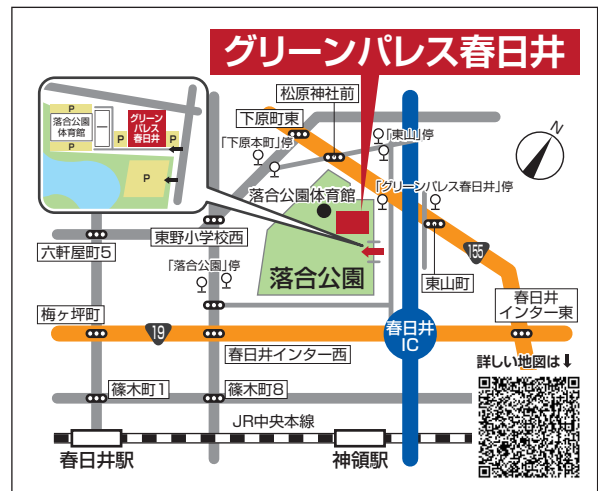 グリーンパレス春日井
松原神社前
下原町東
「東山」停
「下原本町」停
P
落合公園
体育館
グリーン
パレス
春日井
P
P
P
P
N
落合公園体育館
「グリーンパレス春日井」停
六軒屋町5
東野小学校西
「落合公園」停
落合公園
東山町
155
梅ヶ坪町
19
春日井インター西
春日井
IC
春日井
インター東
詳しい地図は⬇
篠木町1
篠木町8
JR中央本線
春日井駅
神領駅